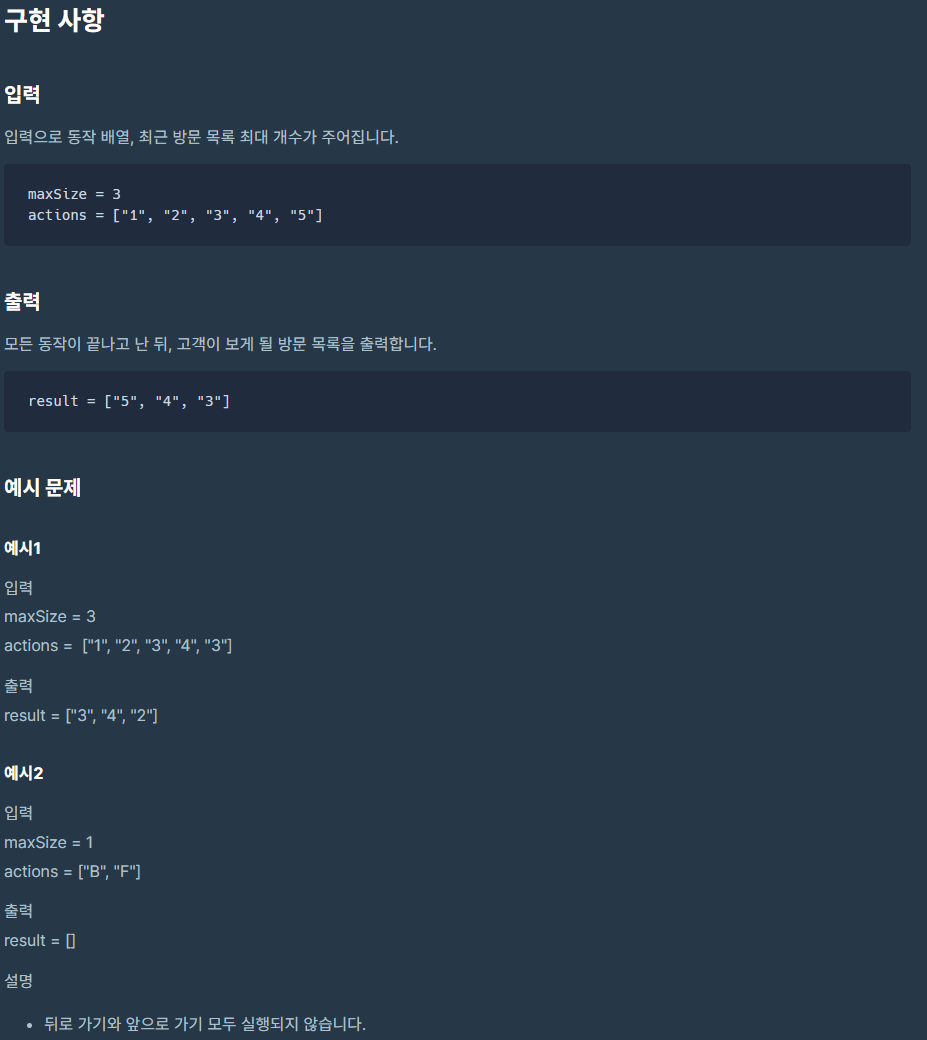 구현 사항
입력
입력으로 동작 배열, 최근 방문 목록 최대 개수가 주어집니다.
maxSize = 3
actions = ["1", "2", "3", "4", "5"]
출력
모든 동작이 끝나고 난 뒤, 고객이 보게 될 방문 목록을 출력합니다.
result = ["5", "4", "3"]
예시 문제
예시1
입력
maxSize = 3
actions = ["1", "2", "3", "4", "3"]
출력
result = ["3", "4", "2"]
예시2
입력
maxSize = 1
actions = ["B", "F"]
출력
result = []
설명
• 뒤로 가기와 앞으로 가기 모두 실행되지 않습니다.